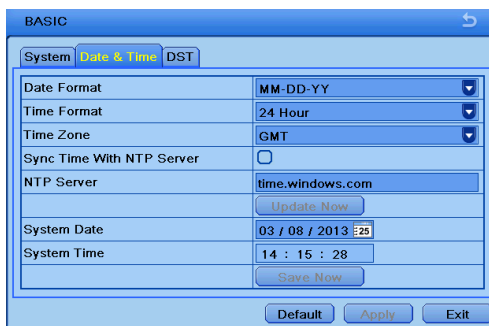 BASIC
System Date & Time DST
Date Format MM-DD-YY
Time Format 24 Hour
Time Zone GMT
Sync Time With NTP Server
NTP Server time.windows.com
Update Now
System Date 03 / 08 / 2013 25
System Time 14 : 15 : 28
Save Now
Default Apply Exit